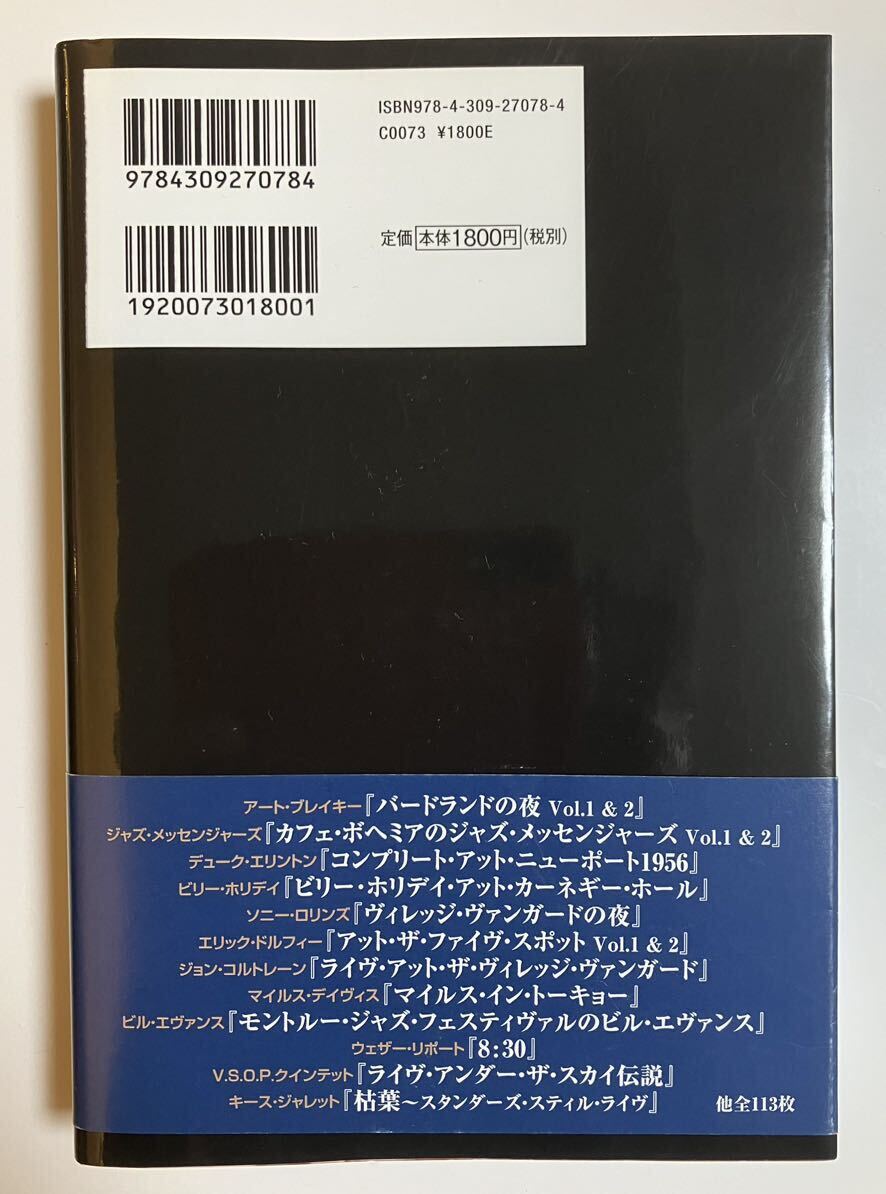 ISBN978-4-309-27078-4
C0073 ¥1800E
9784309270784
定価 本体1800円(税別)
1920073018001
アート・ブレイキー『バードランドの夜 Vol.1 & 2』
ジャズ・メッセンジャーズ『カフェ・ボヘミアのジャズ・メッセンジャーズ Vol.1 & 2』
デューク・エリントン『コンプリート・アット・ニューポート1956』
ビリー・ホリデイ『ビリー・ホリデイ・アット・カーネギー・ホール』
ソニー・ロリンズ『ヴィレッジ・ヴァンガードの夜』
エリック・ドルフィー『アット・ザ・ファイヴ・スポット Vol.1 & 2』
ジョン・コルトレーン『ライヴ・アット・ザ・ヴィレッジ・ヴァンガード』
マイルス・デイヴィス『マイルス・イン・トーキョー』
ビル・エヴァンス『モントルー・ジャズ・フェスティヴァルのビル・エヴァンス』
ウェザー・リポート『8:30』
V.S.O.P.クインテット『ライヴ・アンダー・ザ・スカイ伝説』
キース・ジャレット『枯葉～スタンダーズ・スティル・ライヴ』 他全113枚